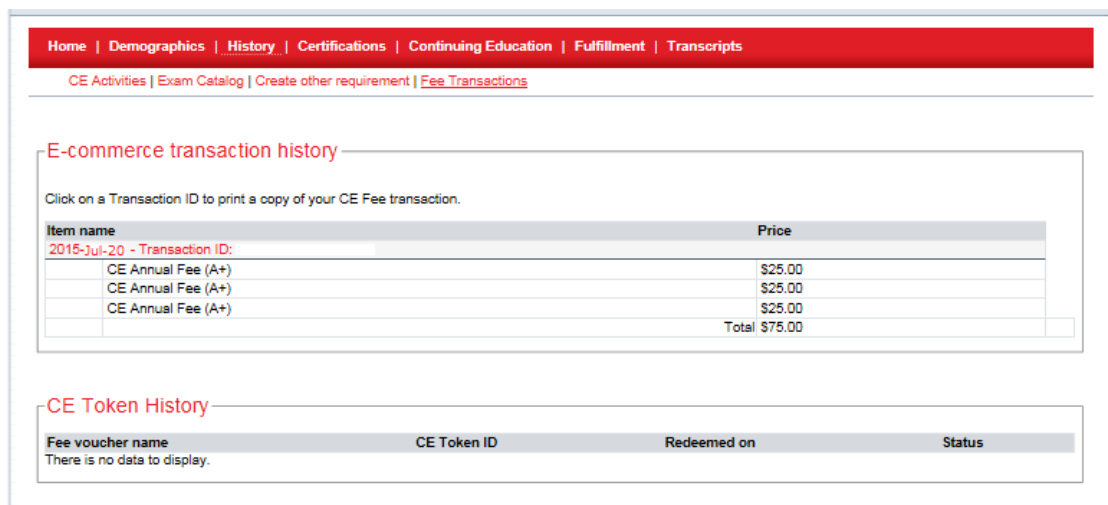 Home | Demographics | History | Certifications | Continuing Education | Fulfillment | Transcripts
CE Activities | Exam Catalog | Create other requirement | Fee Transactions
E-commerce transaction history
Click on a Transaction ID to print a copy of your CE Fee transaction.
Item name Price
2015-Jul-20 - Transaction ID:
CE Annual Fee (A+) $25.00
CE Annual Fee (A+) $25.00
CE Annual Fee (A+) $25.00
Total $75.00
CE Token History
Fee voucher name CE Token ID Redeemed on Status
There is no data to display.